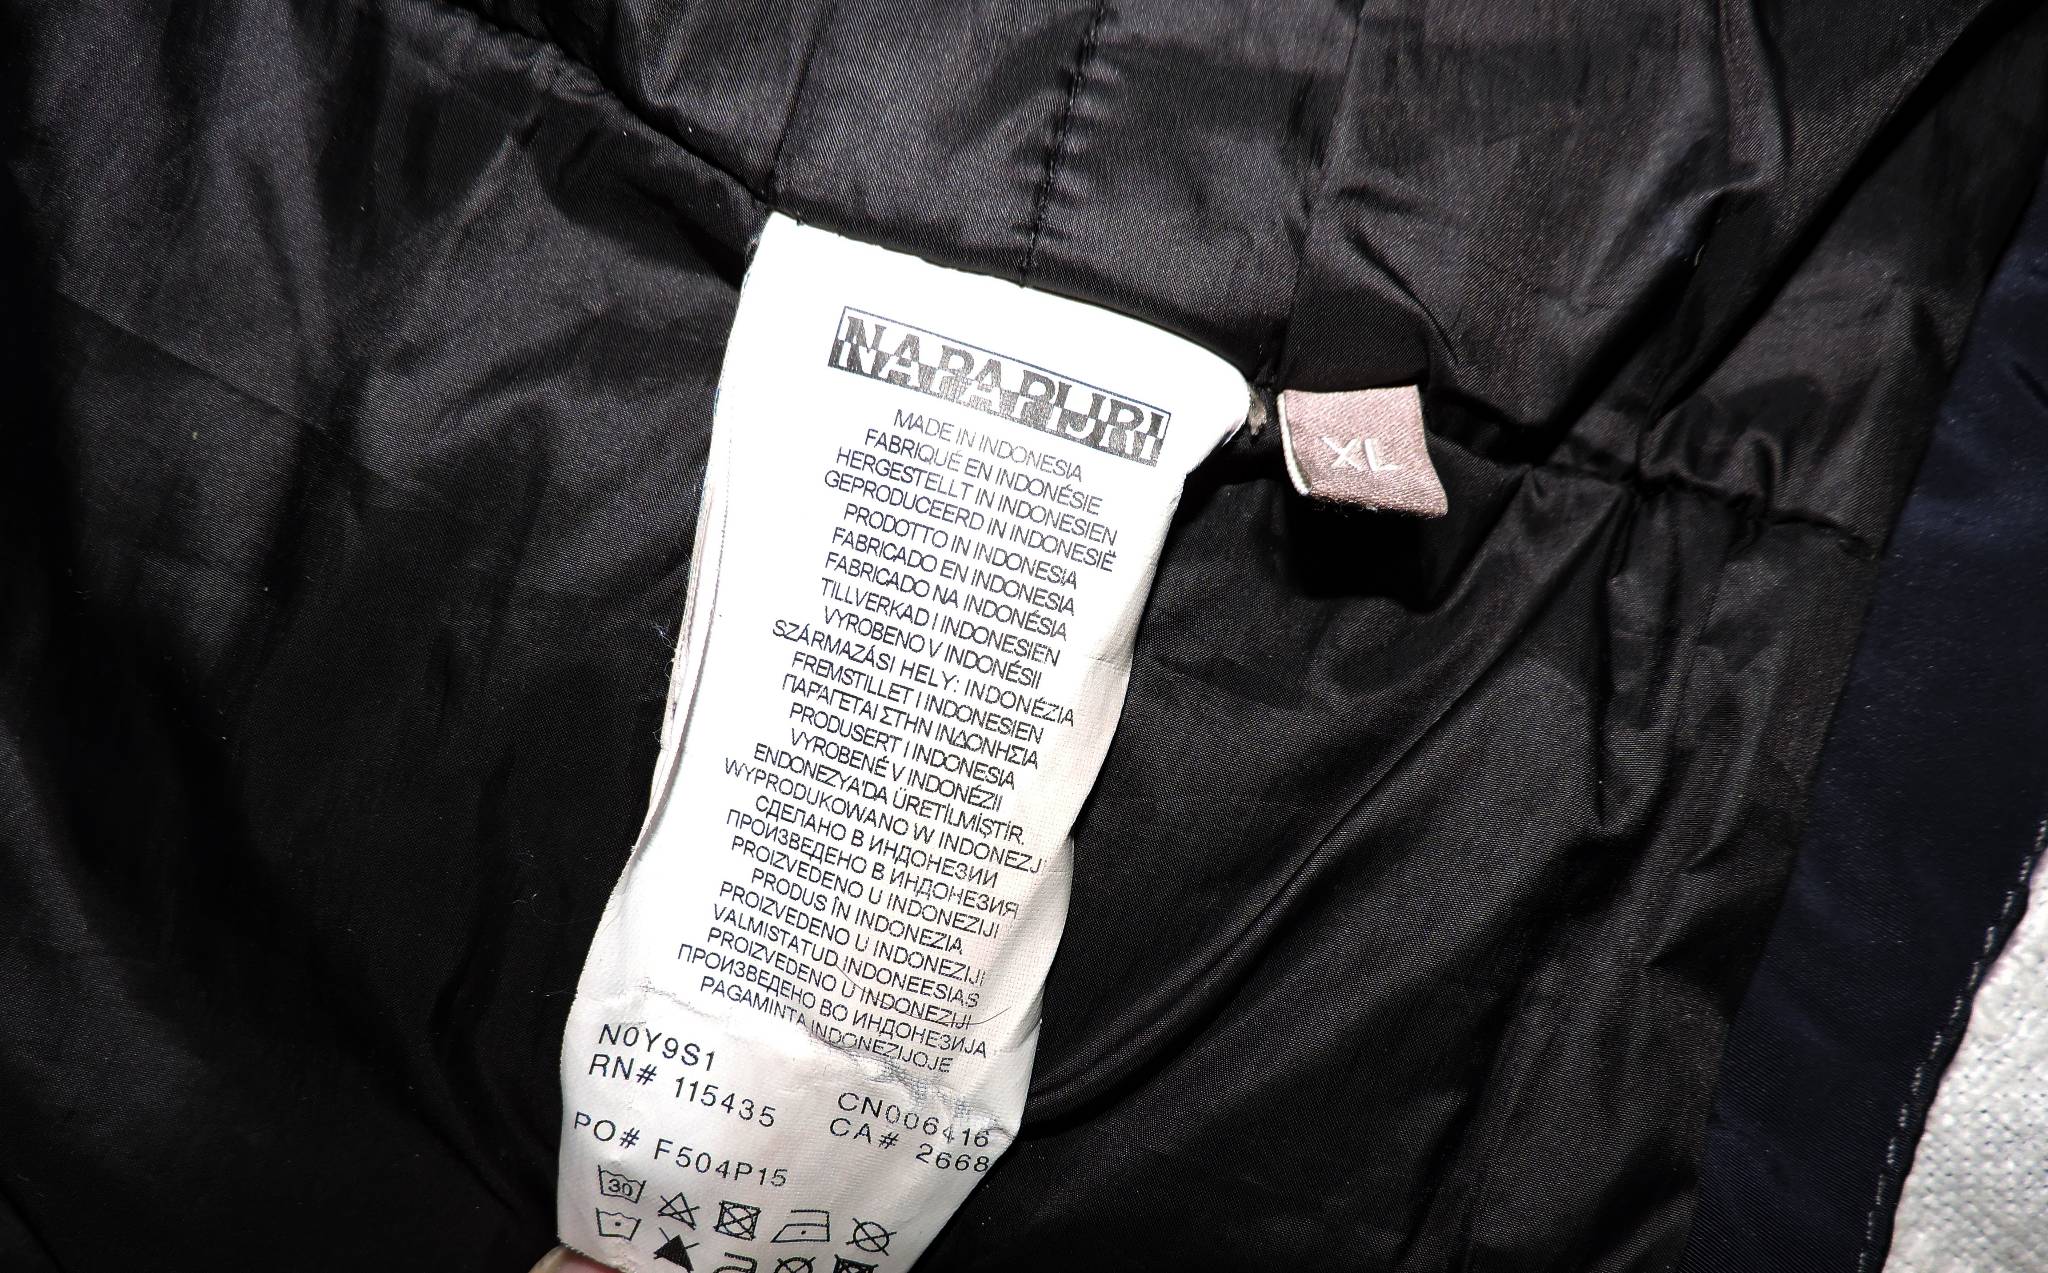 NAPAPIJRI
XL
MADE IN INDONESIA
FABRIQUÉ EN INDONÉSIE
HERGESTELLT IN INDONESIEN
GEPRODUCEERD IN INDONESIË
PRODOTTO IN INDONESIA
FABRICADO EN INDONESIA
FABRICADO NA INDONÉSIA
TILLVERKAD I INDONESIEN
VYROBENO V INDONÉSII
SZÁRMAZÁSI HELY: INDONÉZIA
FREMSTILLET I INDONESIEN
ΠΑΡΑΓΕΤΑΙ ΣΤΗΝ ΙΝΔΟΝΗΣΙΑ
PRODUSERT I INDONESIA
VYROBENÉ V INDONÉZII
ENDONEZYA'DA ÜRETİLMİŞTİR.
WYPRODUKOWANO W INDONEZJI
СДЕЛАНО В ИНДОНЕЗИИ
ПРОИЗВЕДЕНО В ИНДОНЕЗИЯ
PROIZVEDENO U INDONEZIJI
PRODUS ÎN INDONEZIA
PROIZVEDENO U INDONEZIJI
VALMISTATUD INDONEESIAS
PROIZVEDENO U INDONEZIJI
ПРОИЗВЕДЕНО ВО ИНДОНЕЗИЈА
PAGAMINTA INDONEZIJOJE
N0Y9S1 CN006416
RN# 115435 CA# 2668
PO# F504P15
30